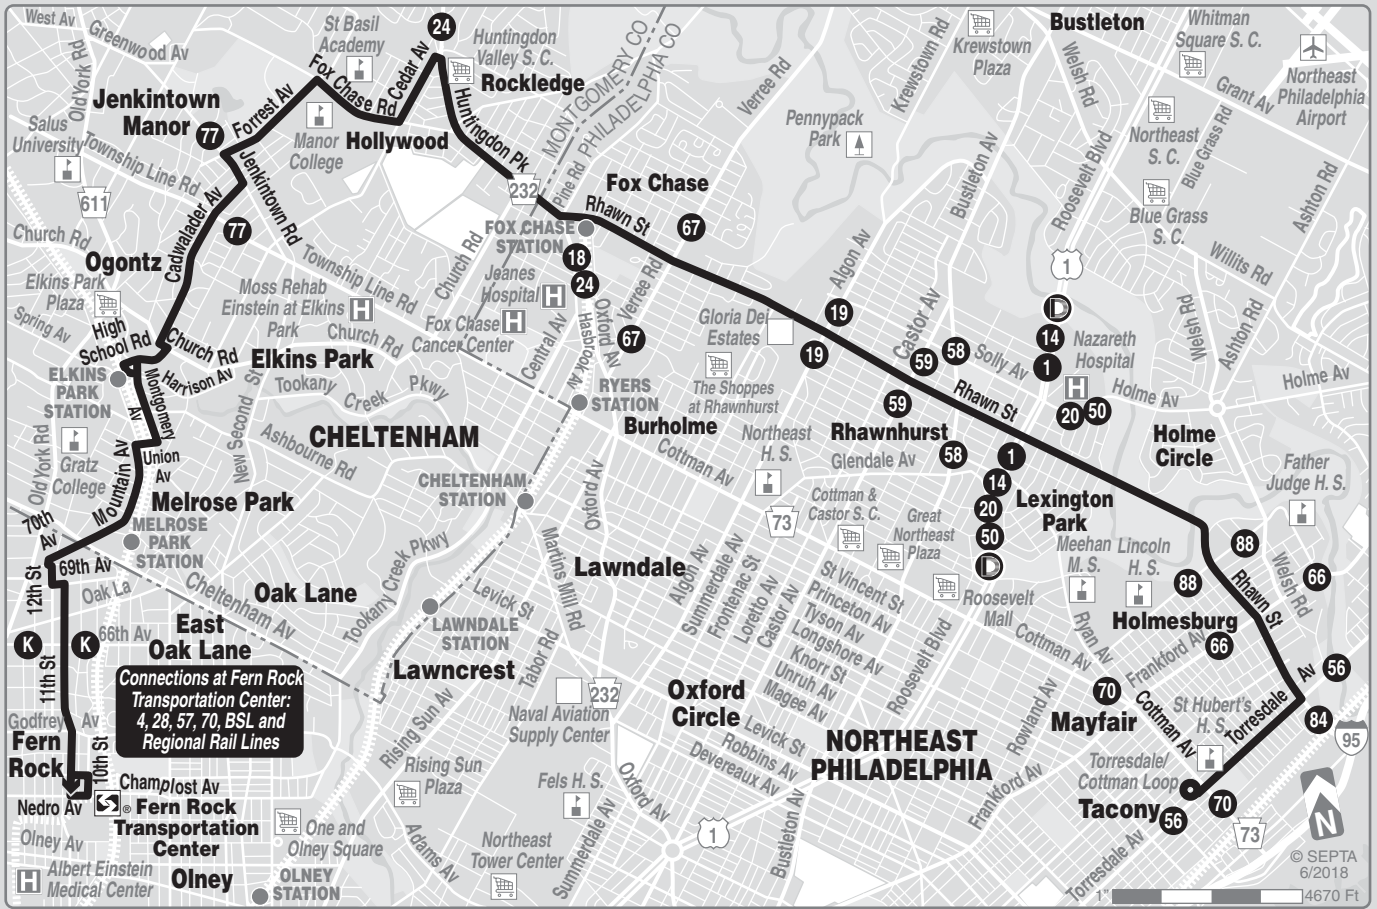 West Av
Greenwood Av
Old York Rd
St Basil
Academy
Fox Chase Rd
Cedar Av
24
Huntingdon
Valley S. C.
Rockledge
MONTGOMERY CO
PHILADELPHIA CO
Verree Rd
Krewstown Rd
Krewstown
Plaza
Bustleton
Welsh Rd
Whitman
Square S. C.
Grant Av
Northeast
Philadelphia
Airport
Jenkintown
Manor
77
Forrest Av
Manor
College
Hollywood
Huntingdon Pk
232
Pine Rd
Pennypack
Park
Bustleton Av
Roosevelt Blvd
Northeast
S. C.
Blue Grass Rd
Blue Grass
S. C.
Ashton Rd
Salus
University
Township Line Rd
611
Jenkintown Rd
77
Cadwalader Av
Church Rd
Ogontz
Elkins Park
Plaza
Spring Av
High
School Rd
Church Rd
Harrison Av
Moss Rehab
Einstein at Elkins
Park
Township Line Rd
Church Rd
Church Rd
Elkins Park
Fox Chase
Rhawn St
67
FOX CHASE
STATION
18
24
Jeanes
Hospital
Fox Chase
Cancer Center
Central Av
Hasbrook Av
Oxford Av
Verree Rd
67
Algon Av
19
19
Gloria Dei
Estates
The Shoppes
at Rhawnhurst
Castor Av
59
58
Solly Av
59
Rhawn St
1
D
14
1
Nazareth
Hospital
20
50
Holme Av
Willits Rd
Welsh Rd
Ashton Rd
Holme Av
Holme
Circle
ELKINS
PARK
STATION
Montgomery
Av
Union
Av
Mountain Av
Old York Rd
Gratz
College
New Second St
Tookany
Creek
Pkwy
Ashbourne Rd
CHELTENHAM
CHELTENHAM
STATION
RYERS
STATION
Burholme
Cottman Av
Northeast
H. S.
Rhawnhurst
Glendale Av
58
1
14
20
50
D
Lexington
Park
Father
Judge H. S.
Melrose Park
MELROSE
PARK
STATION
70th
Av
69th Av
12th St
Oak La
Cheltenham Av
Oak Lane
Tookany Creek Pkwy
Oxford Av
Martins Mill Rd
Lawndale
73
Cottman &
Castor S. C.
Great
Northeast
Plaza
Meehan
M. S.
Lincoln
H. S.
88
88
Rhawn St
Welsh Rd
66
Holmesburg
66
K
K
66th Av
East
Oak Lane
11th St
LAWNDALE
STATION
Levick St
Tabor Rd
Lawncrest
Algon Av
Summerdale Av
Frontenac St
Loretto Av
Castor Av
St Vincent St
Princeton Av
Tyson Av
Longshore Av
Knorr St
Unruh Av
Magee Av
Roosevelt
Mall
Roosevelt Blvd
Cottman Av
Ryan Av
Frankford Av
Connections at Fern Rock
Transportation Center:
4, 28, 57, 70, BSL and
Regional Rail Lines
Godfrey Av
Fern
Rock
10th St
Champlost Av
Nedro Av
S
® Fern Rock
Transportation
Center
Olney Av
Albert Einstein
Medical Center
Olney
OLNEY
STATION
One and
Olney Square
Rising Sun Av
Rising Sun
Plaza
Adams Av
Naval Aviation
Supply Center
232
Oxford
Circle
Levick St
Robbins Av
Devereaux Av
Fels H. S.
Northeast
Tower Center
Oxford Av
Summerdale Av
1
Bustleton Av
NORTHEAST
PHILADELPHIA
Rowland Av
Frankford Av
70
Mayfair
Cottman Av
St Hubert's
H. S.
Torresdale
Av
56
84
95
Torresdale/
Cottman Loop
Tacony
56
70
73
Torresdale Av
N
© SEPTA
6/2018
1"
4670 Ft